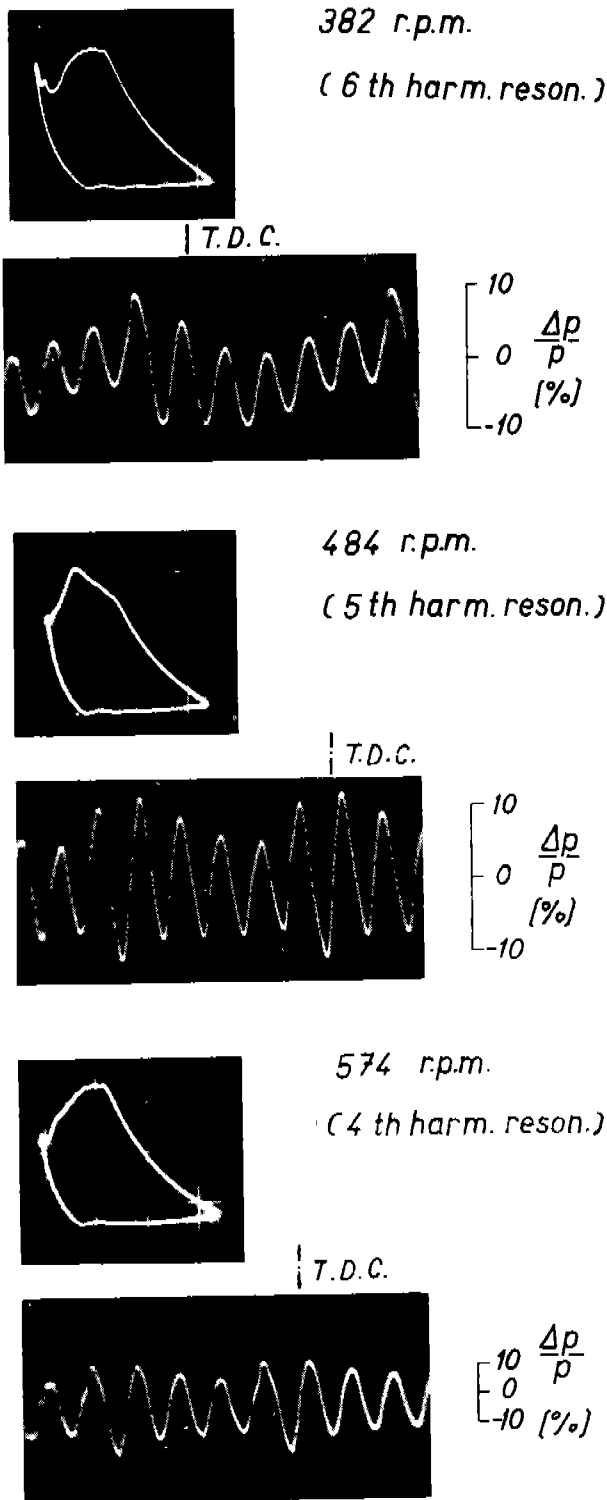 382 r.p.m.
(6 th harm. reson.)
T.D.C.
10
0
-10
Δp
p
[%]
484 r.p.m.
(5 th harm. reson.)
T.D.C.
10
0
-10
Δp
p
[%]
574 r.p.m.
(4 th harm. reson.)
T.D.C.
10
0
-10
Δp
p
[%]